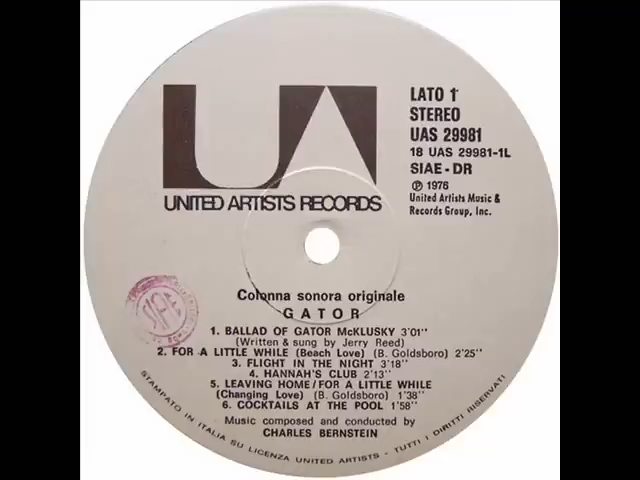 UA
UNITED ARTISTS RECORDS
LATO 1
STEREO
UAS 29981
18 UAS 29981-1L
SIAE - DR
℗ 1976
United Artists Music &
Records Group, Inc.
Colonna sonora originale
GATOR
1. BALLAD OF GATOR McKLUSKY 3'01''
(Written & sung by Jerry Reed)
2. FOR A LITTLE WHILE (Beach Love) (B. Goldsboro) 2'25''
3. FLIGHT IN THE NIGHT 3'18''
4. HANNAH'S CLUB 2'13''
5. LEAVING HOME/FOR A LITTLE WHILE
(Changing Love) (B. Goldsboro) 1'38''
6. COCKTAILS AT THE POOL 1'58''
Music composed and conducted by
CHARLES BERNSTEIN
STAMPATO IN ITALIA SU LICENZA UNITED ARTISTS - TUTTI I DIRITTI RISERVATI
SIAE